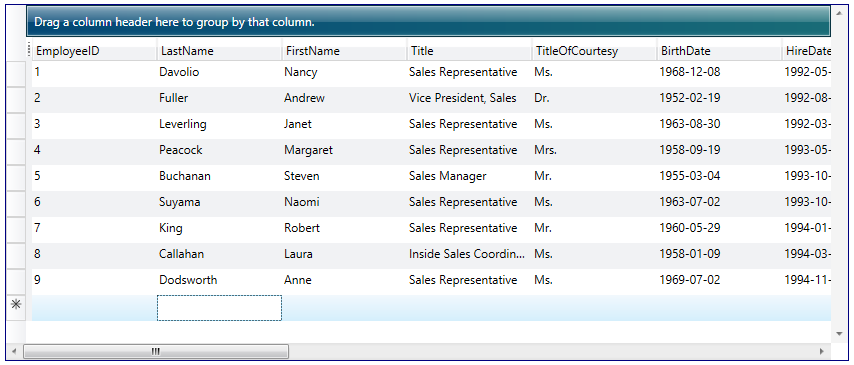 Drag a column header here to group by that column.
EmployeeID LastName FirstName Title TitleOfCourtesy BirthDate HireDate
1 Davolio Nancy Sales Representative Ms. 1968-12-08 1992-05-
2 Fuller Andrew Vice President, Sales Dr. 1952-02-19 1992-08-
3 Leverling Janet Sales Representative Ms. 1963-08-30 1992-03-
4 Peacock Margaret Sales Representative Mrs. 1958-09-19 1993-05-
5 Buchanan Steven Sales Manager Mr. 1955-03-04 1993-10-
6 Suyama Naomi Sales Representative Ms. 1963-07-02 1993-10-
7 King Robert Sales Representative Mr. 1960-05-29 1994-01-
8 Callahan Laura Inside Sales Coordin... Ms. 1958-01-09 1994-03-
9 Dodsworth Anne Sales Representative Ms. 1969-07-02 1994-11-